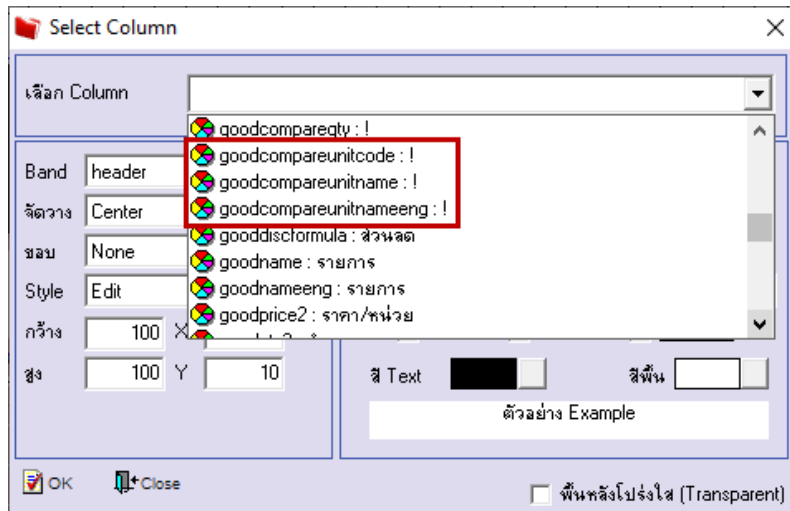 Select Column
เลือก Column
goodcompareqty : !
goodcompareunitcode : !
goodcompareunitname : !
goodcompareunitnameeng : !
gooddiscformula : ส่วนลด
goodname : รายการ
goodnameeng : รายการ
goodprice2 : ราคา/หน่วย
Band header
จัดวาง Center
ขอบ None
Style Edit
กว้าง 100 X
สูง 100 Y 10
สี Text
สีพื้น
ตัวอย่าง Example
OK
Close
พื้นหลังโปร่งใส (Transparent)